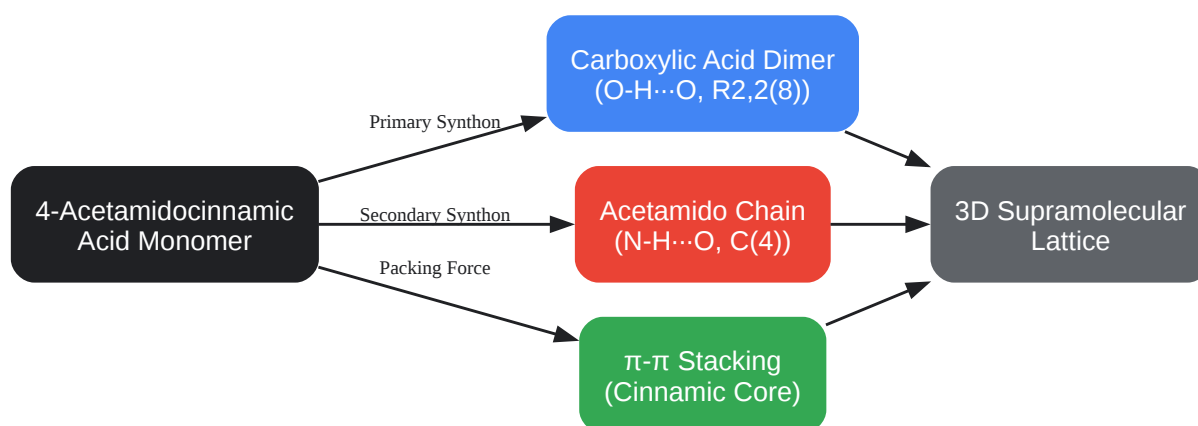 Carboxylic Acid Dimer
(O-H···O, R2,2(8))
Primary Synthon
4-Acetamidocinnamic
Acid Monomer
Secondary Synthon
Acetamido Chain
(N-H···O, C(4))
3D Supramolecular
Lattice
Packing Force
π-π Stacking
(Cinnamic Core)